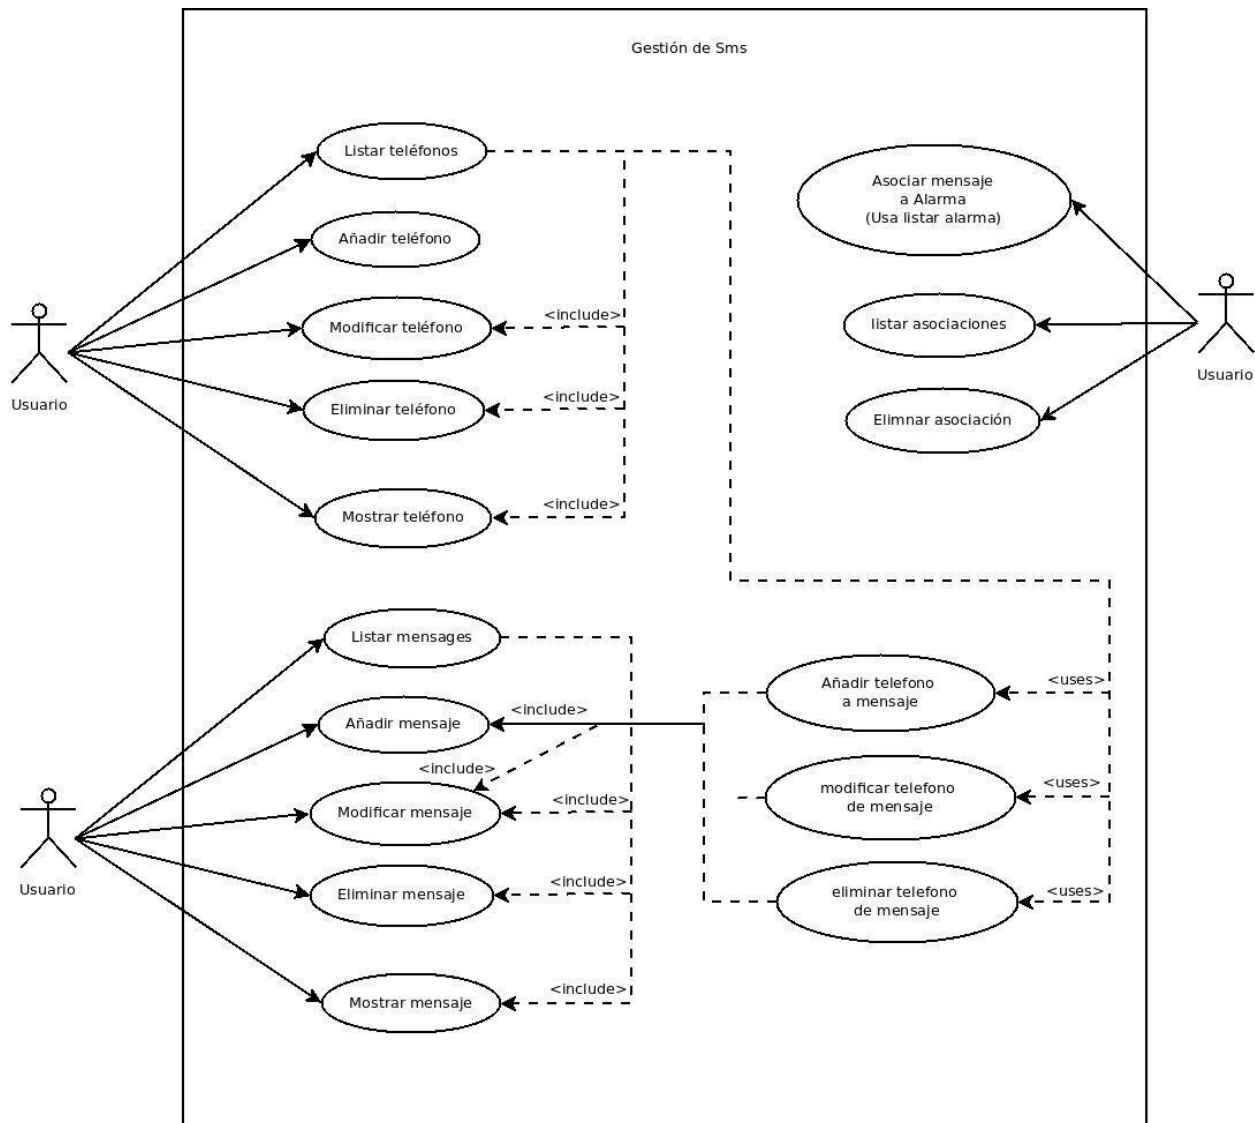 Gestión de Sms
Listar teléfonos
Añadir teléfono
Modificar teléfono
<include>
Eliminar teléfono
<include>
Mostrar teléfono
<include>
Usuario
Asociar mensaje
a Alarma
(Usa listar alarma)
listar asociaciones
Elimnar asociación
Usuario
Listar mensages
Añadir mensaje
<include>
<include>
Modificar mensaje
<include>
Eliminar mensaje
<include>
Mostrar mensaje
<include>
Usuario
Añadir telefono
a mensaje
<uses>
modificar telefono
de mensaje
<uses>
eliminar telefono
de mensaje
<uses>